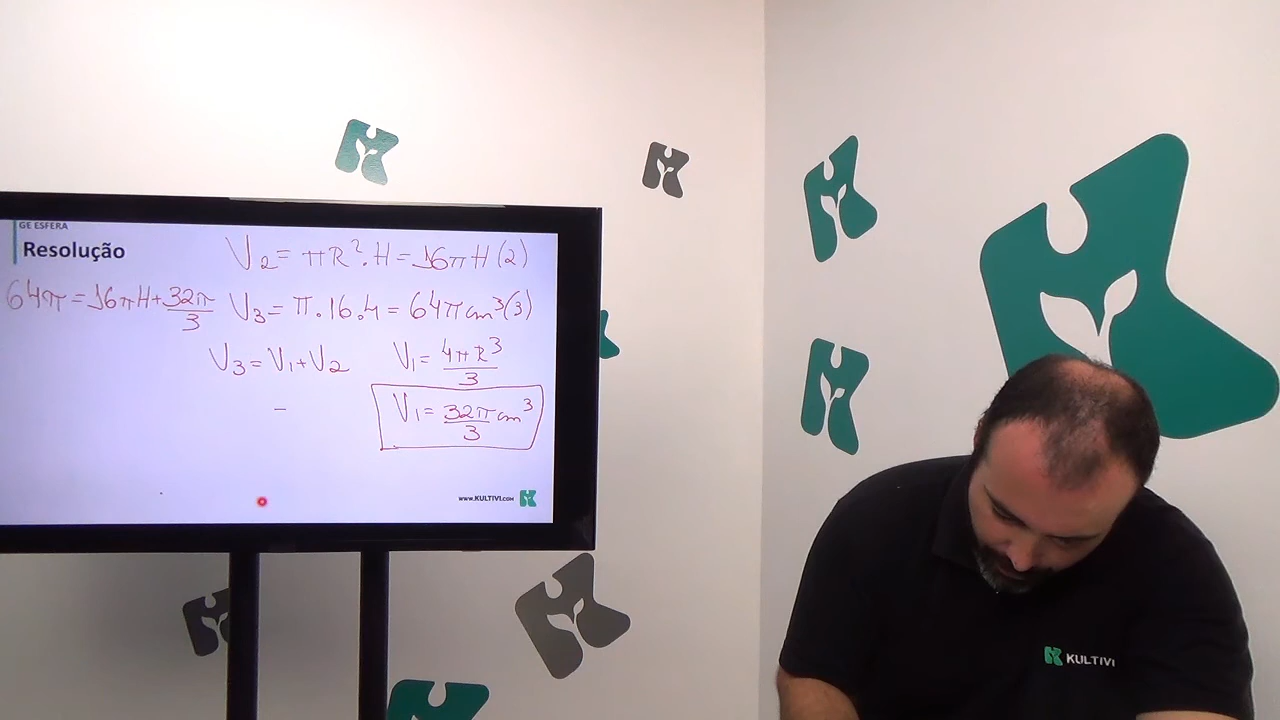 GE ESFERA
Resolução
V₂ = πR².H = 16πH (2)
64π = 16πH + 32π/3
V₃ = π.16.4 = 64π cm³ (3)
V₃ = V₁ + V₂
V₁ = 4πR³/3
V₁ = 32π/3 cm³
www.KULTIVI.com
KULTIVI